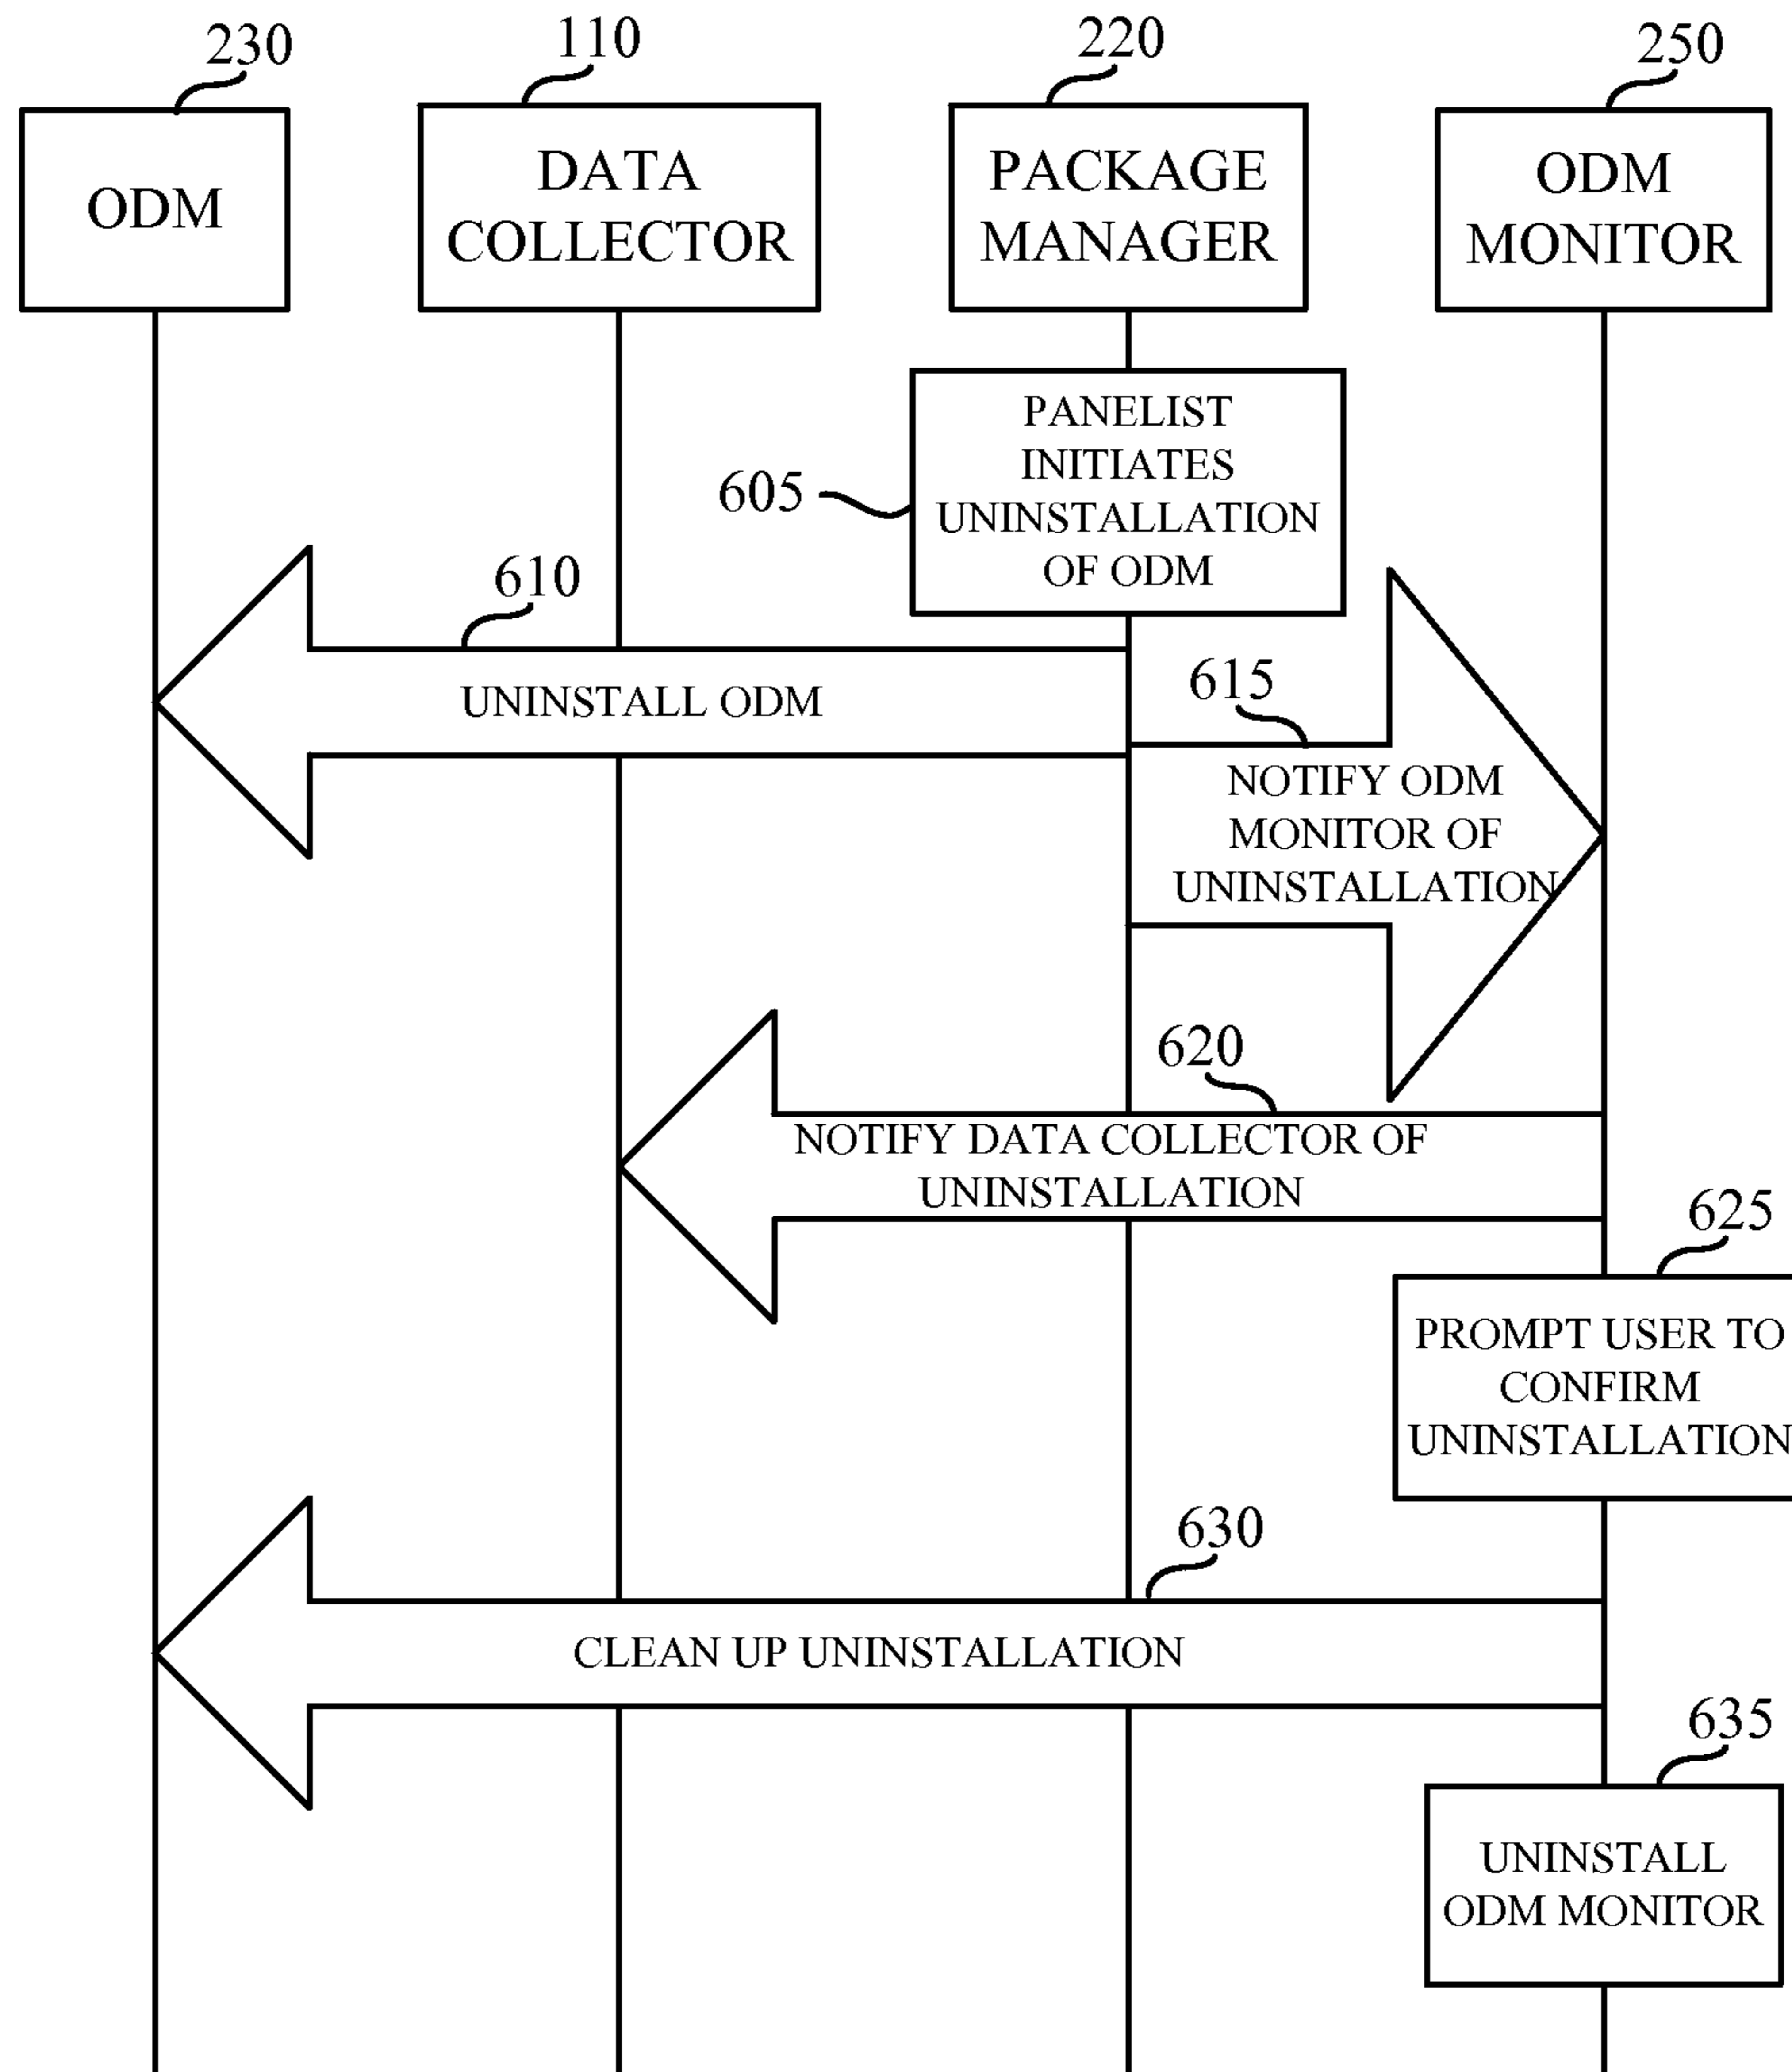 230
110
220
250
ODM
DATA
COLLECTOR
PACKAGE
MANAGER
ODM
MONITOR
PANELIST
INITIATES
UNINSTALLATION
OF ODM
605
610
UNINSTALL ODM
615
NOTIFY ODM
MONITOR OF
UNINSTALLATION
620
NOTIFY DATA COLLECTOR OF
UNINSTALLATION
625
PROMPT USER TO
CONFIRM
UNINSTALLATION
630
CLEAN UP UNINSTALLATION
635
UNINSTALL
ODM MONITOR